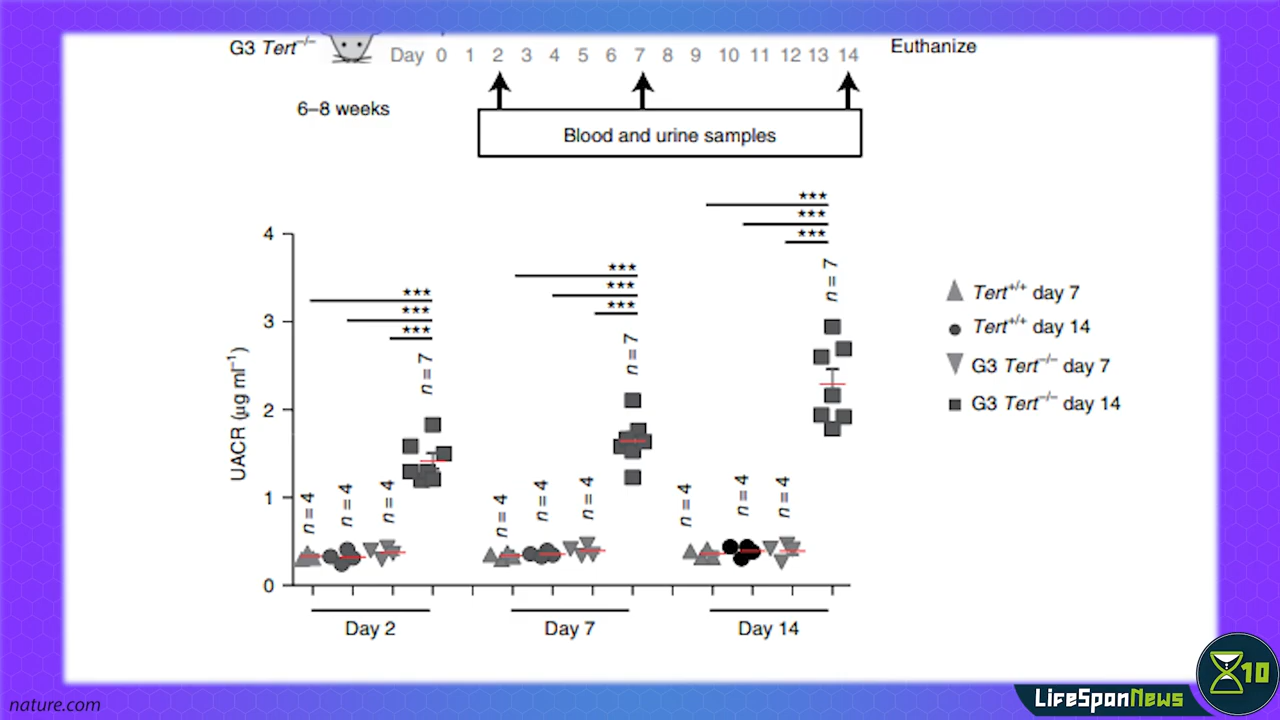 G3 Tert⁻/⁻
Day 0 1 2 3 4 5 6 7 8 9 10 11 12 13 14
Euthanize
6–8 weeks
Blood and urine samples
***
***
***
n = 7
***
***
***
n = 7
***
***
***
n = 7
4
3
2
1
0
UACR (µg ml⁻¹)
n = 4
n = 4
n = 4
n = 4
n = 4
n = 4
n = 4
n = 4
n = 4
Day 2
Day 7
Day 14
Tert⁺/⁺ day 7
Tert⁺/⁺ day 14
G3 Tert⁻/⁻ day 7
G3 Tert⁻/⁻ day 14
nature.com
LifeSpanNews
10